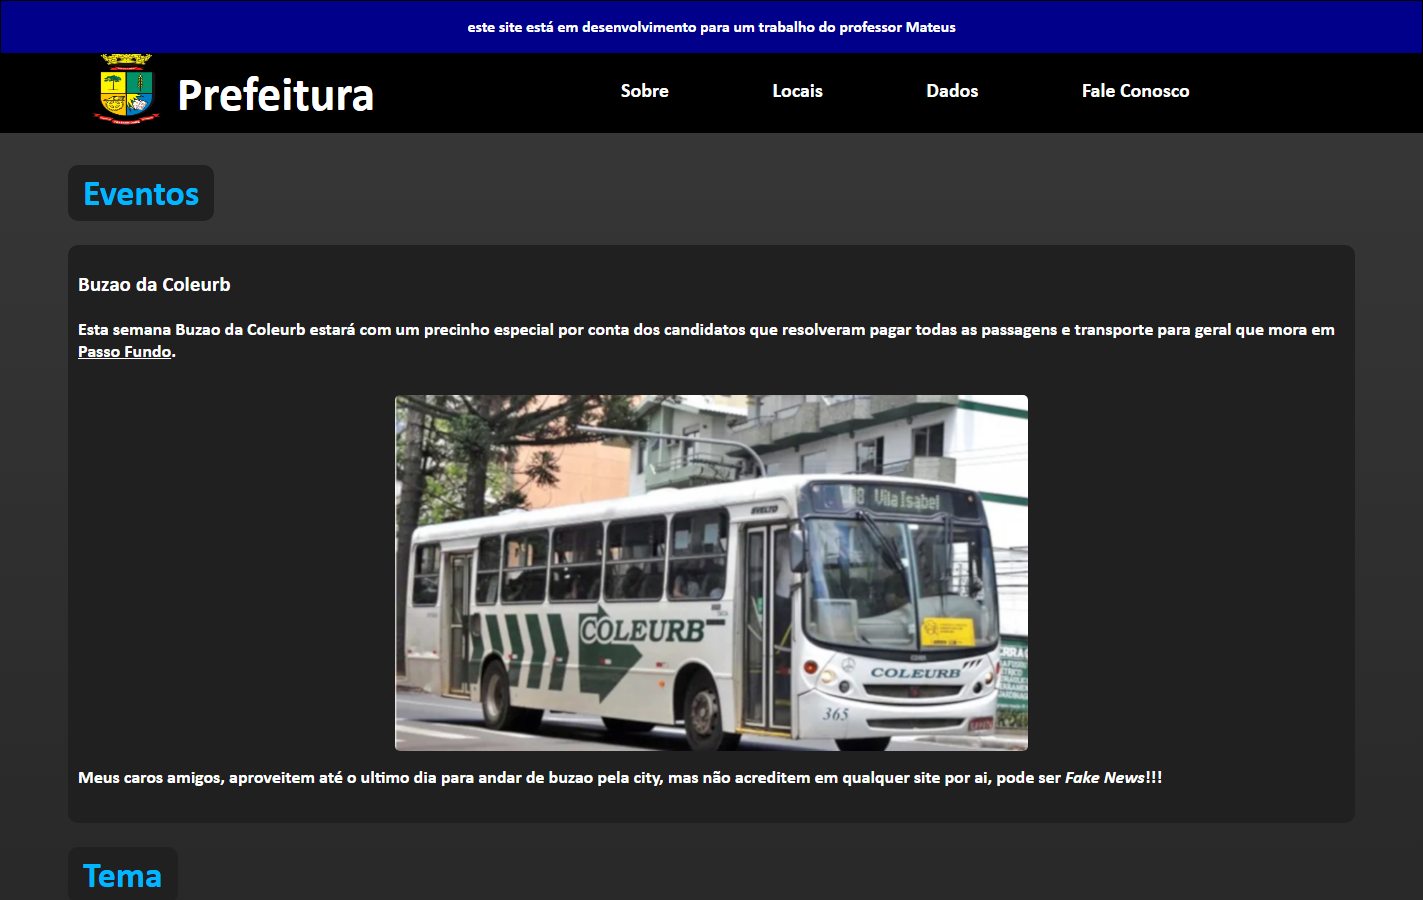 este site está em desenvolvimento para um trabalho do professor Mateus
Prefeitura
Sobre
Locais
Dados
Fale Conosco
Eventos
Buzao da Coleurb
Esta semana Buzao da Coleurb estará com um precinho especial por conta dos candidatos que resolveram pagar todas as passagens e transporte para geral que mora em
Passo Fundo.
Vila Isabel
SVELTO
COLEURB
COLEURB
365
Meus caros amigos, aproveitem até o ultimo dia para andar de buzao pela city, mas não acreditem em qualquer site por ai, pode ser Fake News!!!
Tema